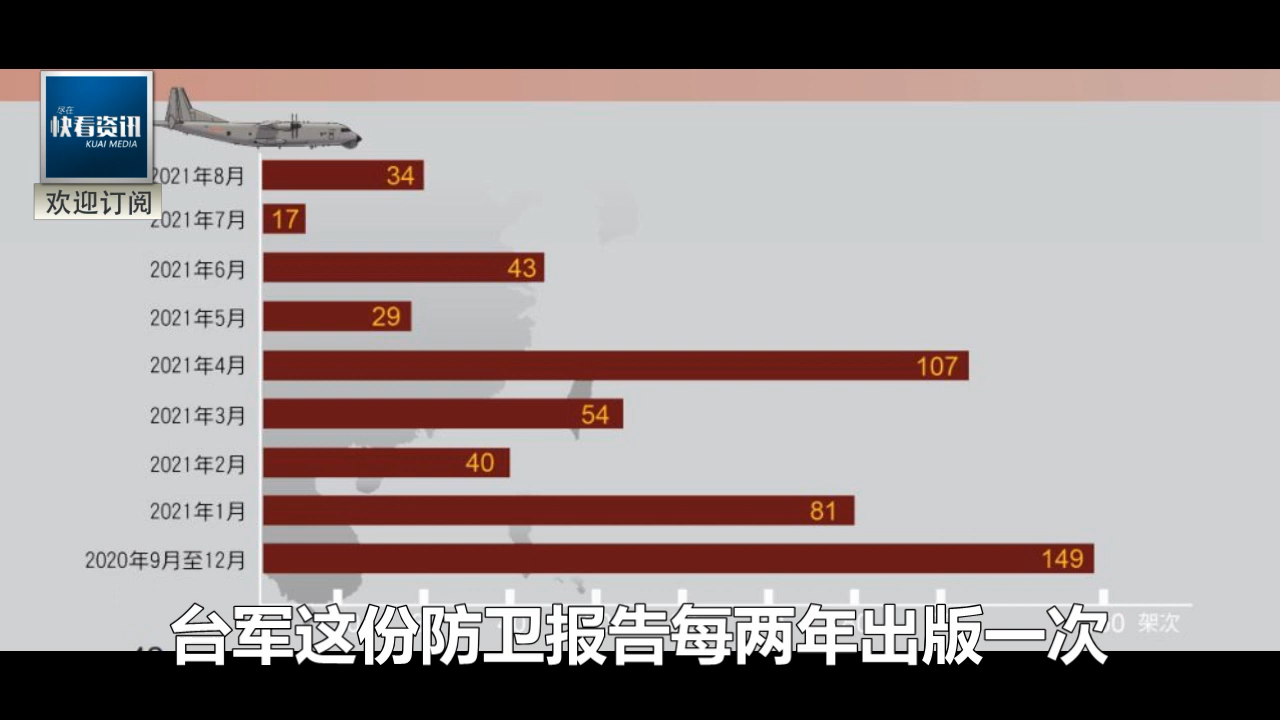 尽在
快看资讯
KUAI MEDIA
欢迎订阅
2021年8月 34
2021年7月 17
2021年6月 43
2021年5月 29
2021年4月 107
2021年3月 54
2021年2月 40
2021年1月 81
2020年9月至12月 149
架次
台军这份防卫报告每两年出版一次